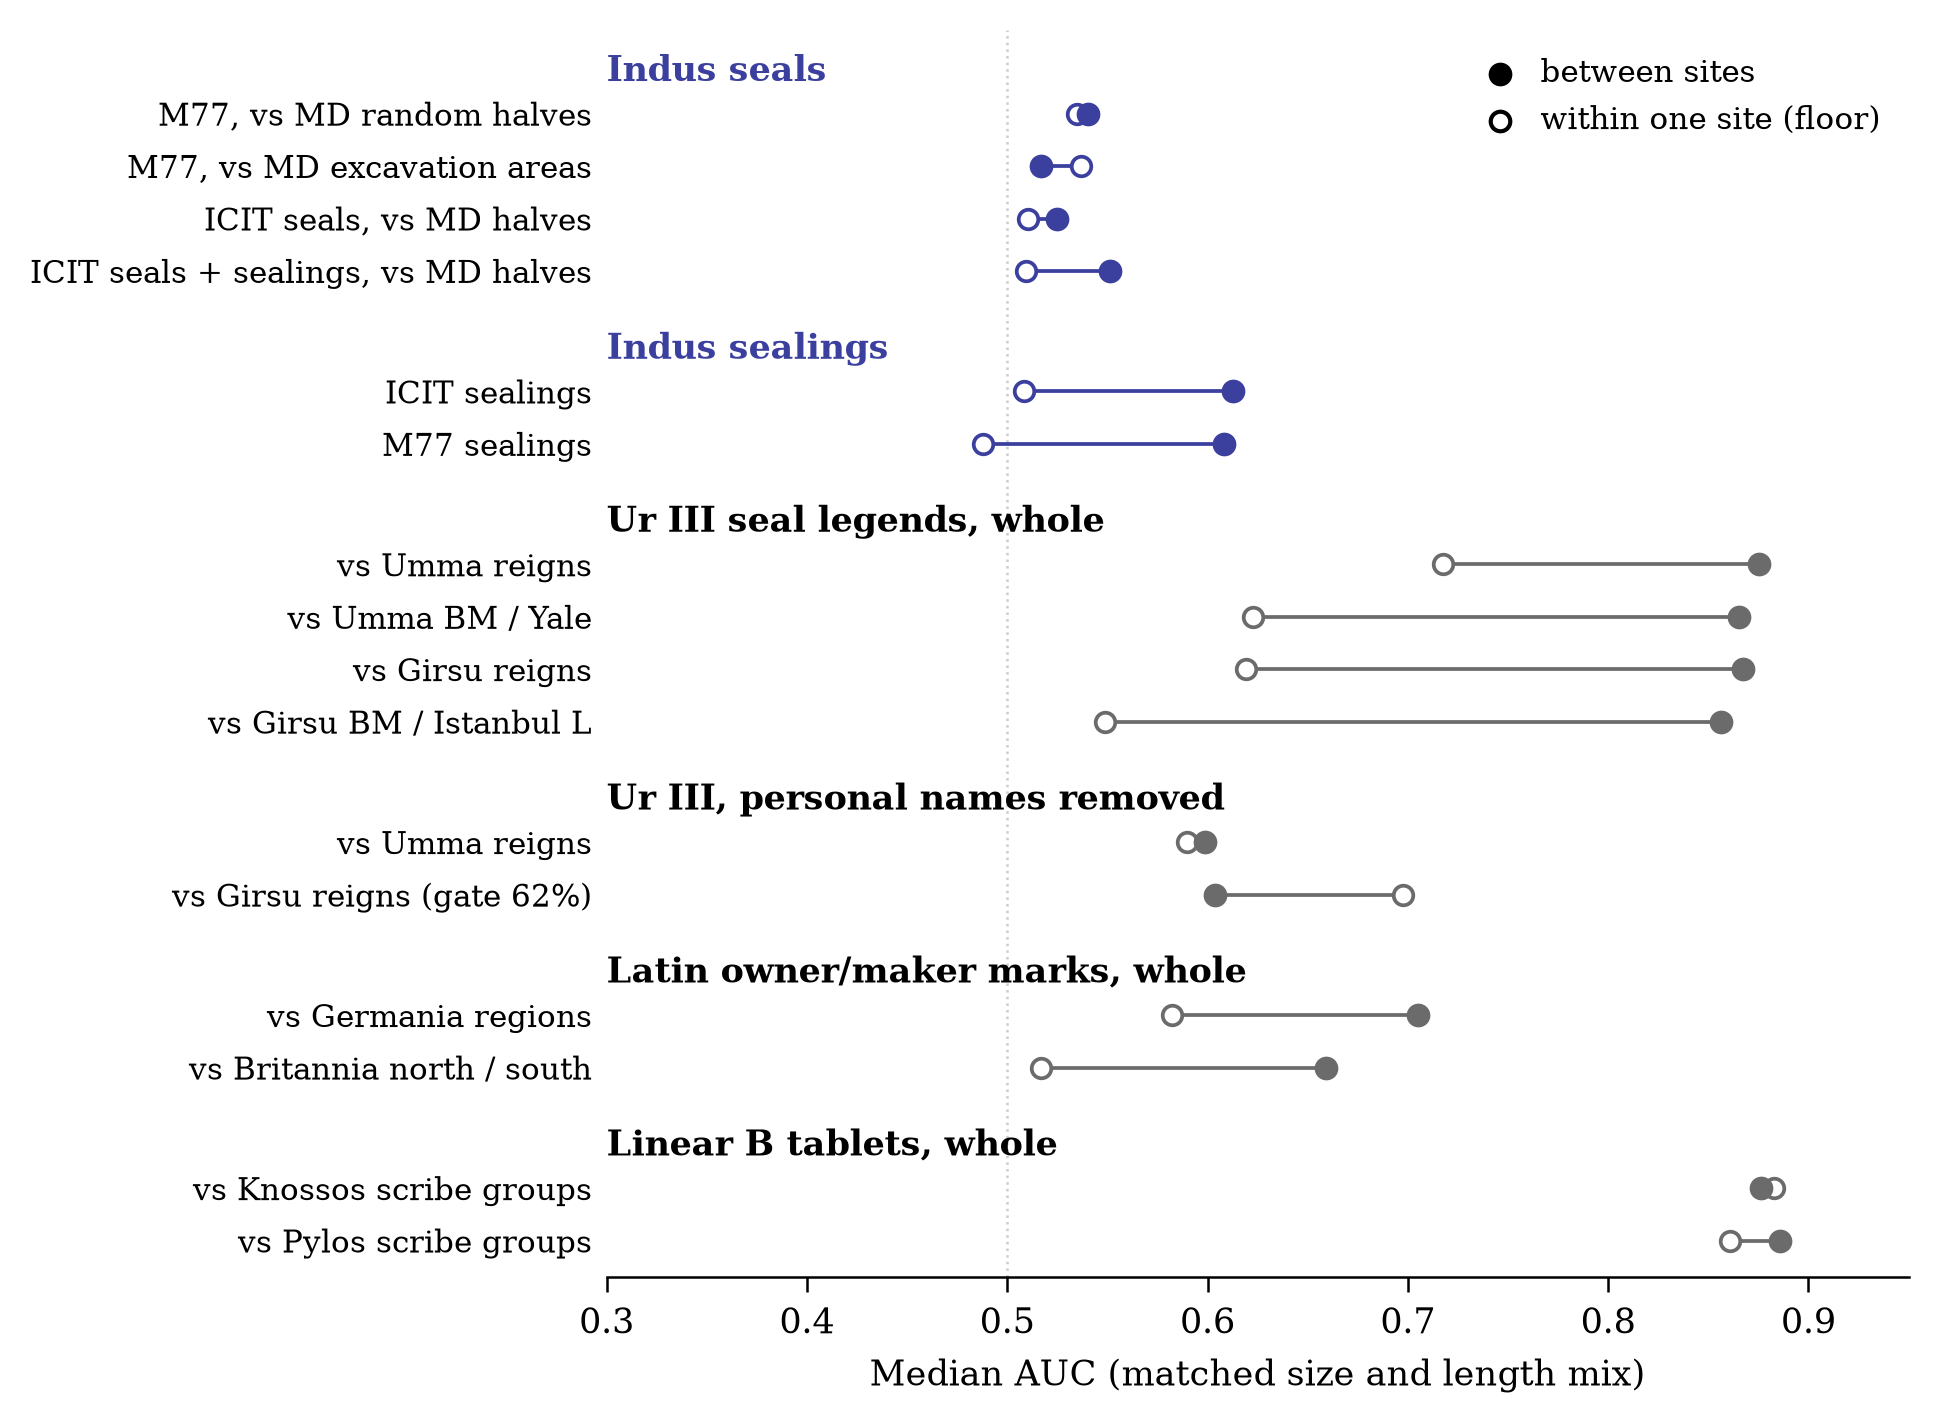 Indus seals
between sites
within one site (floor)
M77, vs MD random halves
M77, vs MD excavation areas
ICIT seals, vs MD halves
ICIT seals + sealings, vs MD halves
Indus sealings
ICIT sealings
M77 sealings
Ur III seal legends, whole
vs Umma reigns
vs Umma BM / Yale
vs Girsu reigns
vs Girsu BM / Istanbul L
Ur III, personal names removed
vs Umma reigns
vs Girsu reigns (gate 62%)
Latin owner/maker marks, whole
vs Germania regions
vs Britannia north / south
Linear B tablets, whole
vs Knossos scribe groups
vs Pylos scribe groups
0.3 0.4 0.5 0.6 0.7 0.8 0.9
Median AUC (matched size and length mix)